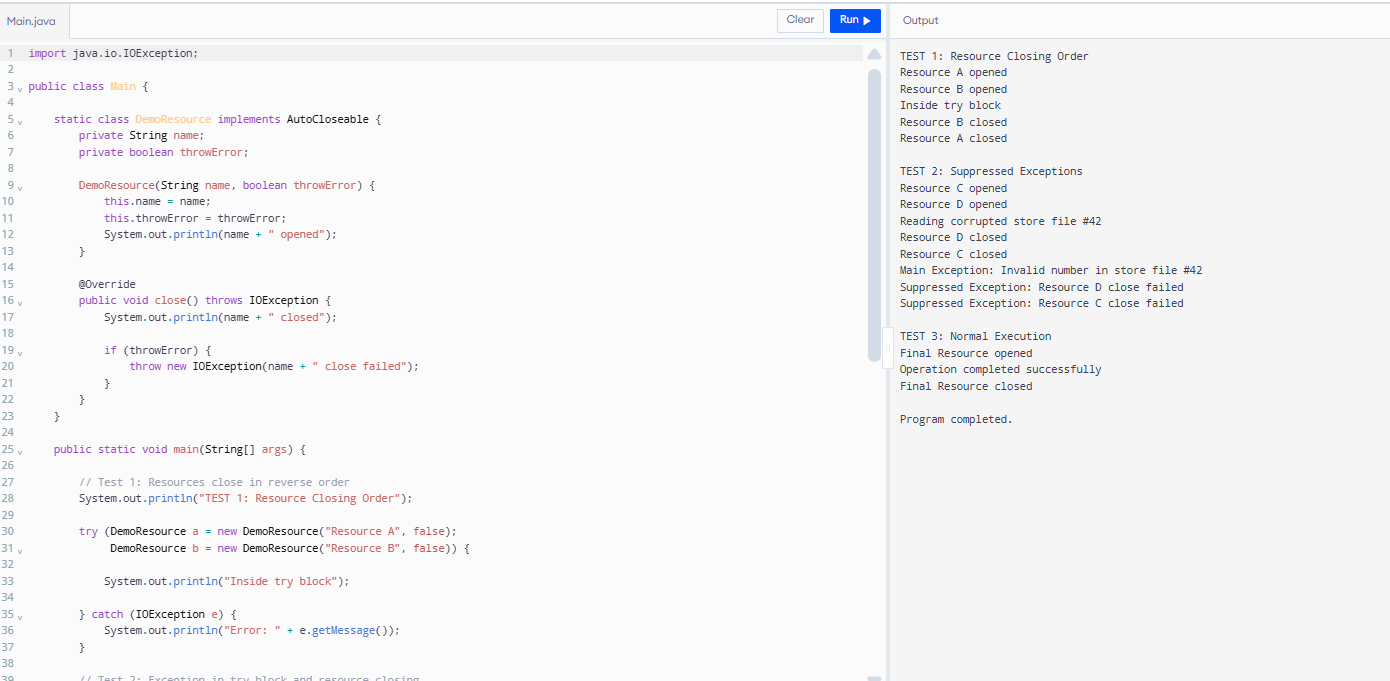 Main.java
Clear
Run
Output
1 import java.io.IOException;
2
3 public class Main {
4
5     static class DemoResource implements AutoCloseable {
6         private String name;
7         private boolean throwError;
8
9         DemoResource(String name, boolean throwError) {
10             this.name = name;
11             this.throwError = throwError;
12             System.out.println(name + " opened");
13         }
14
15         @Override
16         public void close() throws IOException {
17             System.out.println(name + " closed");
18
19             if (throwError) {
20                 throw new IOException(name + " close failed");
21             }
22         }
23     }
24
25     public static void main(String[] args) {
26
27         // Test 1: Resources close in reverse order
28         System.out.println("TEST 1: Resource Closing Order");
29
30         try (DemoResource a = new DemoResource("Resource A", false);
31              DemoResource b = new DemoResource("Resource B", false)) {
32
33             System.out.println("Inside try block");
34
35         } catch (IOException e) {
36             System.out.println("Error: " + e.getMessage());
37         }
38
39         // Test 2: Exception in try block and resource closing
TEST 1: Resource Closing Order
Resource A opened
Resource B opened
Inside try block
Resource B closed
Resource A closed

TEST 2: Suppressed Exceptions
Resource C opened
Resource D opened
Reading corrupted store file #42
Resource D closed
Resource C closed
Main Exception: Invalid number in store file #42
Suppressed Exception: Resource D close failed
Suppressed Exception: Resource C close failed

TEST 3: Normal Execution
Final Resource opened
Operation completed successfully
Final Resource closed

Program completed.